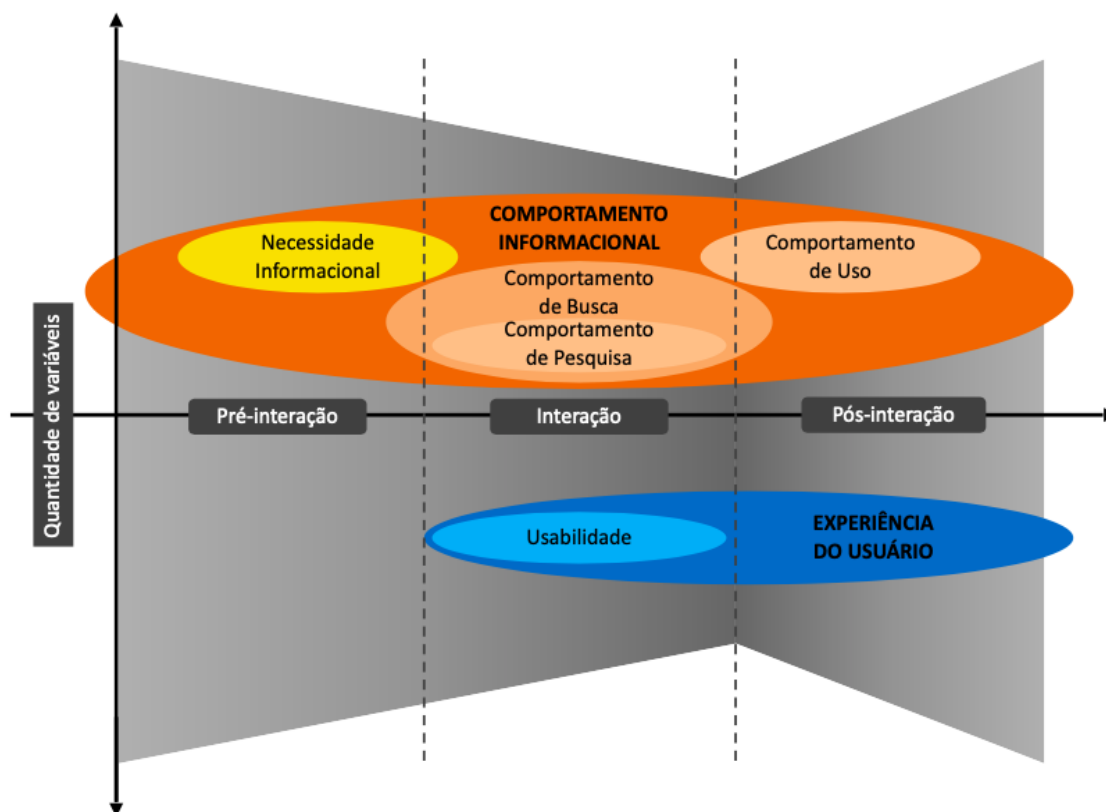 COMPORTAMENTO
INFORMACIONAL
Necessidade
Informacional
Comportamento
de Uso
Comportamento
de Busca
Comportamento
de Pesquisa
Quantidade de variáveis
Pré-interação
Interação
Pós-interação
Usabilidade
EXPERIÊNCIA
DO USUÁRIO